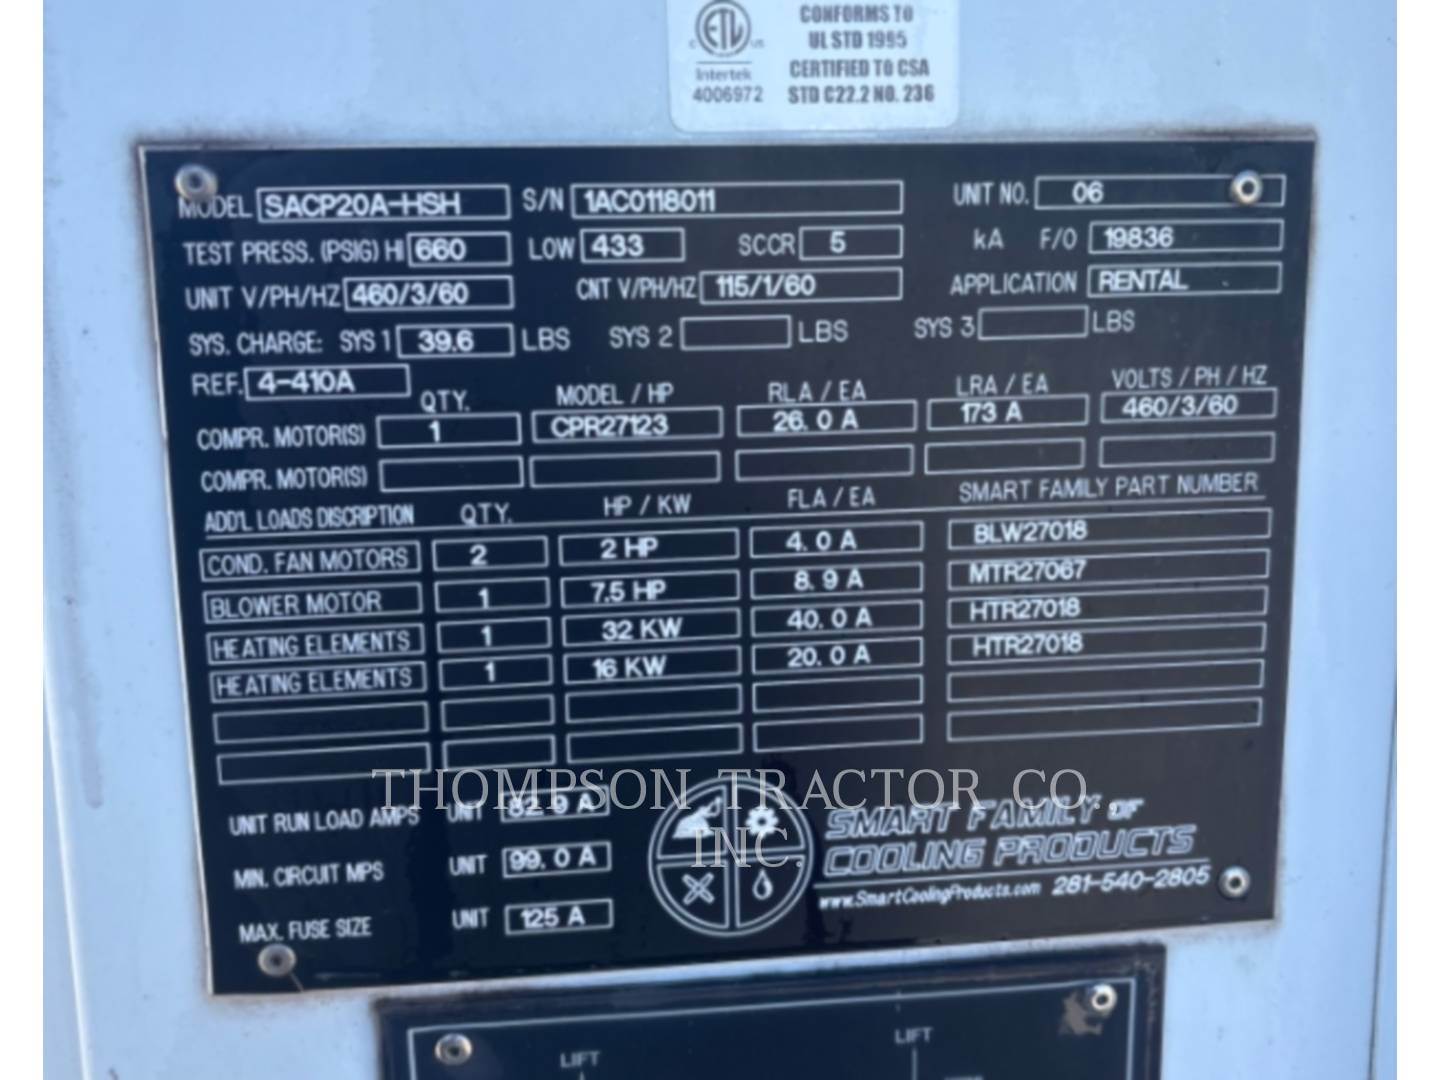 ETL
C US
Intertek
4006972
CONFORMS TO
UL STD 1995
CERTIFIED TO CSA
STD C22.2 NO. 236
MODEL SACP20A-HSH S/N 1AC0118011 UNIT NO. 06
TEST PRESS. (PSIG) HI 660 LOW 433 SCCR 5 kA F/O 19836
UNIT V/PH/HZ 460/3/60 CNT V/PH/HZ 115/1/60 APPLICATION RENTAL
SYS. CHARGE: SYS 1 39.6 LBS SYS 2 LBS SYS 3 LBS
REF. 4-410A
QTY. MODEL / HP RLA / EA LRA / EA VOLTS / PH / HZ
COMPR. MOTOR(S) 1 CPR27123 26.0 A 173 A 460/3/60
COMPR. MOTOR(S)
ADD'L LOADS DISCRIPTION QTY. HP / KW FLA / EA SMART FAMILY PART NUMBER
COND. FAN MOTORS 2 2 HP 4.0 A BLW27018
BLOWER MOTOR 1 7.5 HP 8.9 A MTR27067
HEATING ELEMENTS 1 32 KW 40.0 A HTR27018
HEATING ELEMENTS 1 16 KW 20.0 A HTR27018
THOMPSON TRACTOR CO.,
INC.
UNIT RUN LOAD AMPS UNIT 82.9 A
MIN. CIRCUIT MPS UNIT 99.0 A
MAX. FUSE SIZE UNIT 125 A
SMART FAMILY OF
COOLING PRODUCTS
www.SmartCoolingProducts.com 281-540-2805
LIFT LIFT